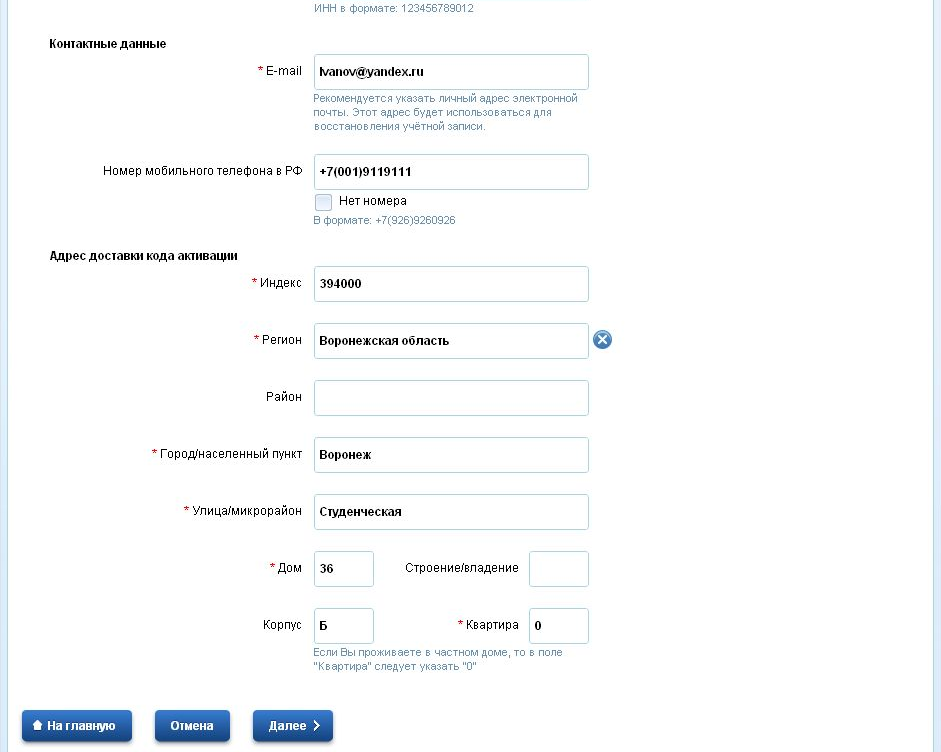 ИНН в формате: 123456789012
Контактные данные
* E-mail
Ivanov@yandex.ru
Рекомендуется указать личный адрес электронной
почты. Этот адрес будет использоваться для
восстановления учётной записи.
Номер мобильного телефона в РФ
+7(001)9119111
Нет номера
В формате: +7(926)9260926
Адрес доставки кода активации
* Индекс
394000
* Регион
Воронежская область
Район
* Город/населенный пункт
Воронеж
* Улица/микрорайон
Студенческая
* Дом
36
Строение/владение
Корпус
Б
* Квартира
0
Если Вы проживаете в частном доме, то в поле
"Квартира" следует указать "0"
На главную
Отмена
Далее